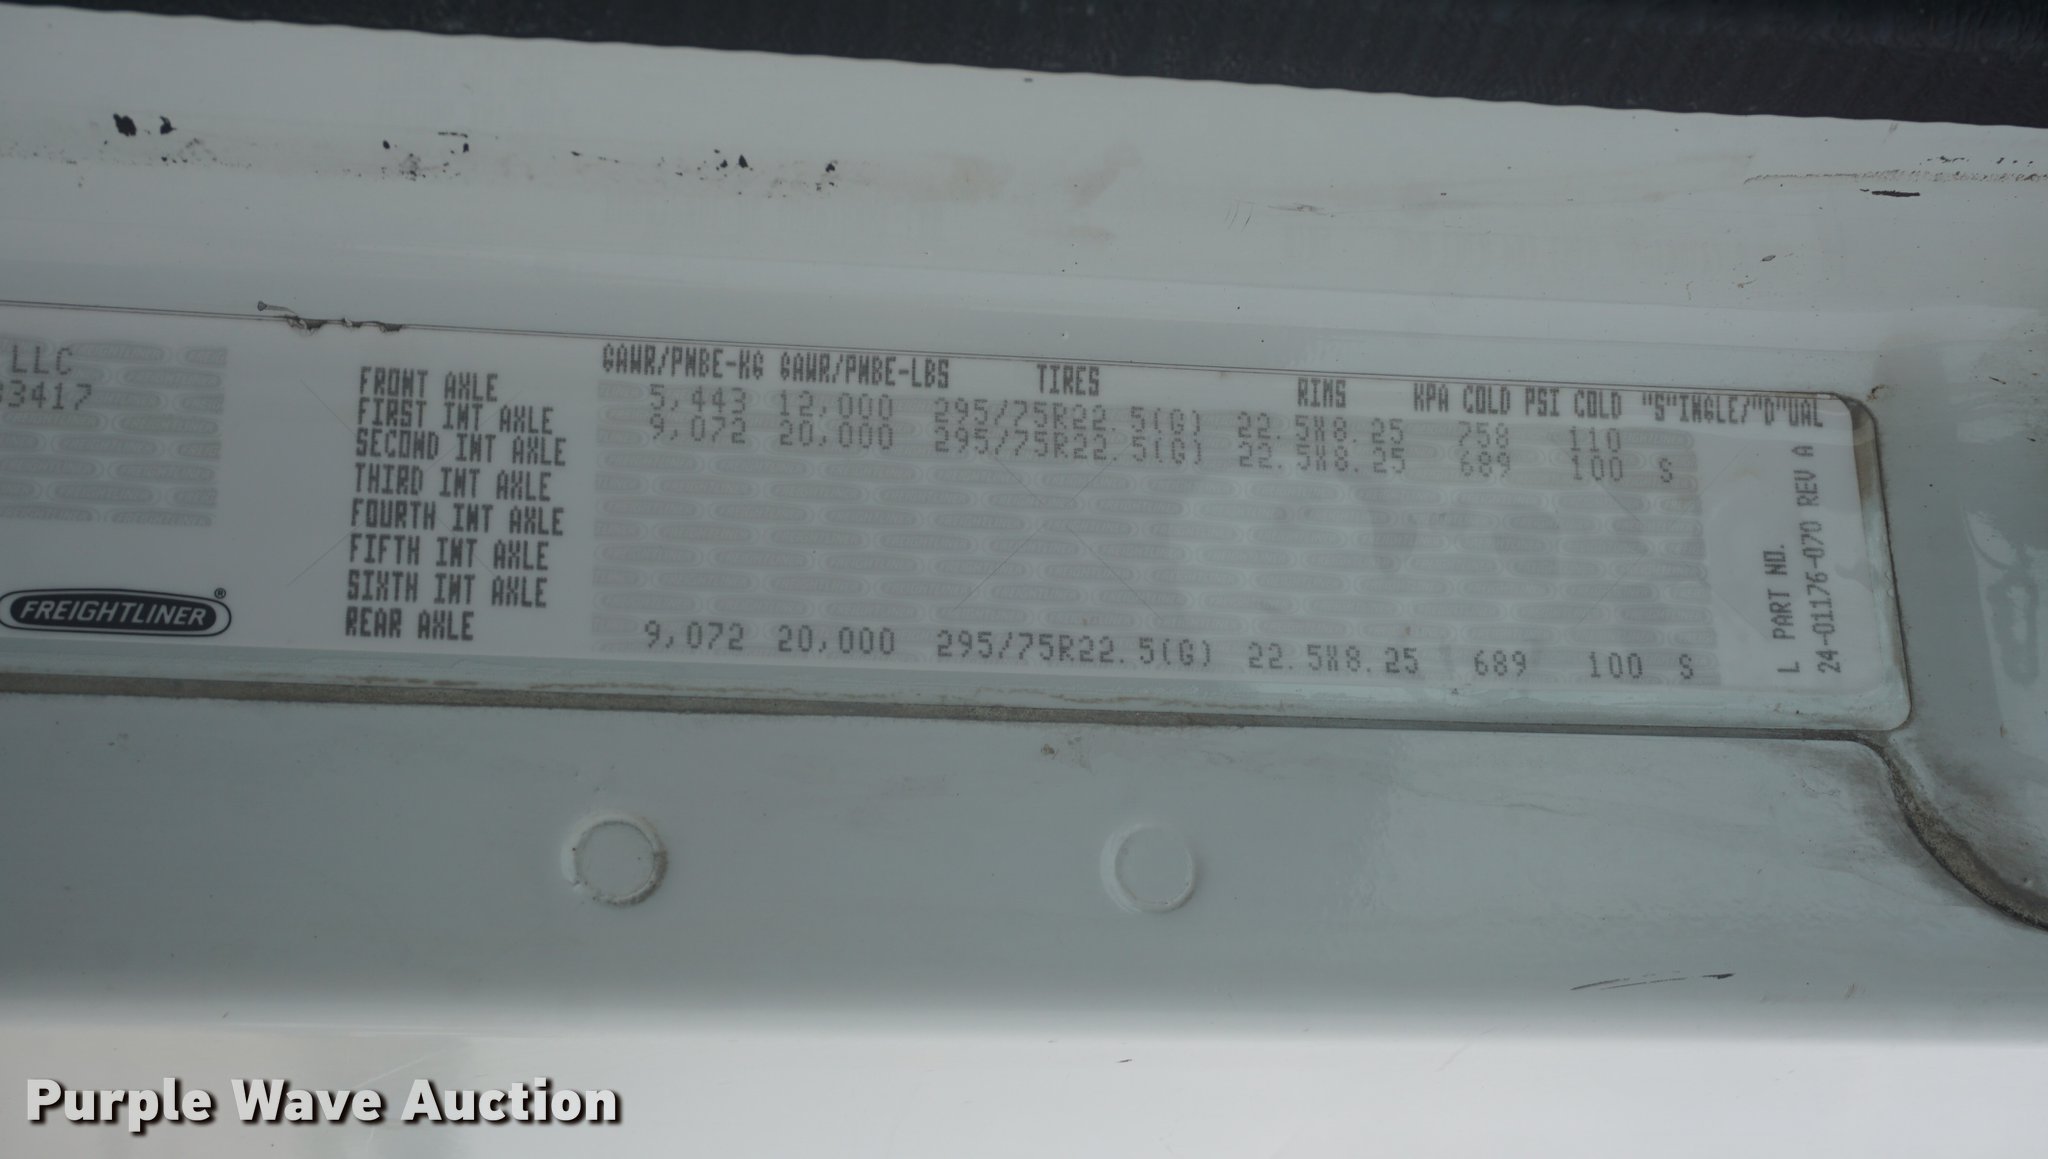 LLC
33417
FREIGHTLINER®
GAWR/PNBE-KG GAWR/PNBE-LBS TIRES RIMS KPA COLD PSI COLD "S"INGLE/"D"UAL
FRONT AXLE 5,443 12,000 295/75R22.5(G) 22.5X8.25 758 110
FIRST INT AXLE 9,072 20,000 295/75R22.5(G) 22.5X8.25 689 100 S
SECOND INT AXLE
THIRD INT AXLE
FOURTH INT AXLE
FIFTH INT AXLE
SIXTH INT AXLE
REAR AXLE 9,072 20,000 295/75R22.5(G) 22.5X8.25 689 100 S
L PART NO.
24-01176-070 REV A
Purple Wave Auction